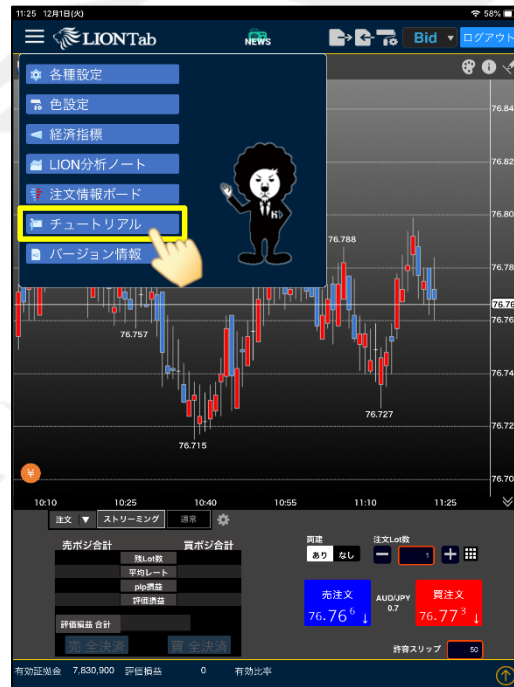 11:25 12月1日(火) 58%
LIONTab NEWS Bid ▼ ログアウト
各種設定
色設定
経済指標
LION分析ノート
注文情報ボード
チュートリアル
バージョン情報
HD
76.84
76.82
76.80
76.788
76.78
76.76
76.76
76.757
76.74
76.727
76.72
76.715
76.70
¥
10:10 10:25 10:40 10:55 11:10 11:25
注文 ▼ ストリーミング 通常
売ポジ合計 買ポジ合計
残Lot数
平均レート
pip損益
評価損益
評価損益合計
売 全決済 買 全決済
両建 注文Lot数
あり なし 1
売注文 AUD/JPY 買注文
76.76⁶ ↓ 0.7 76.77³ ↓
許容スリップ 50
有効証拠金 7,830,900 評価損益 0 有効比率